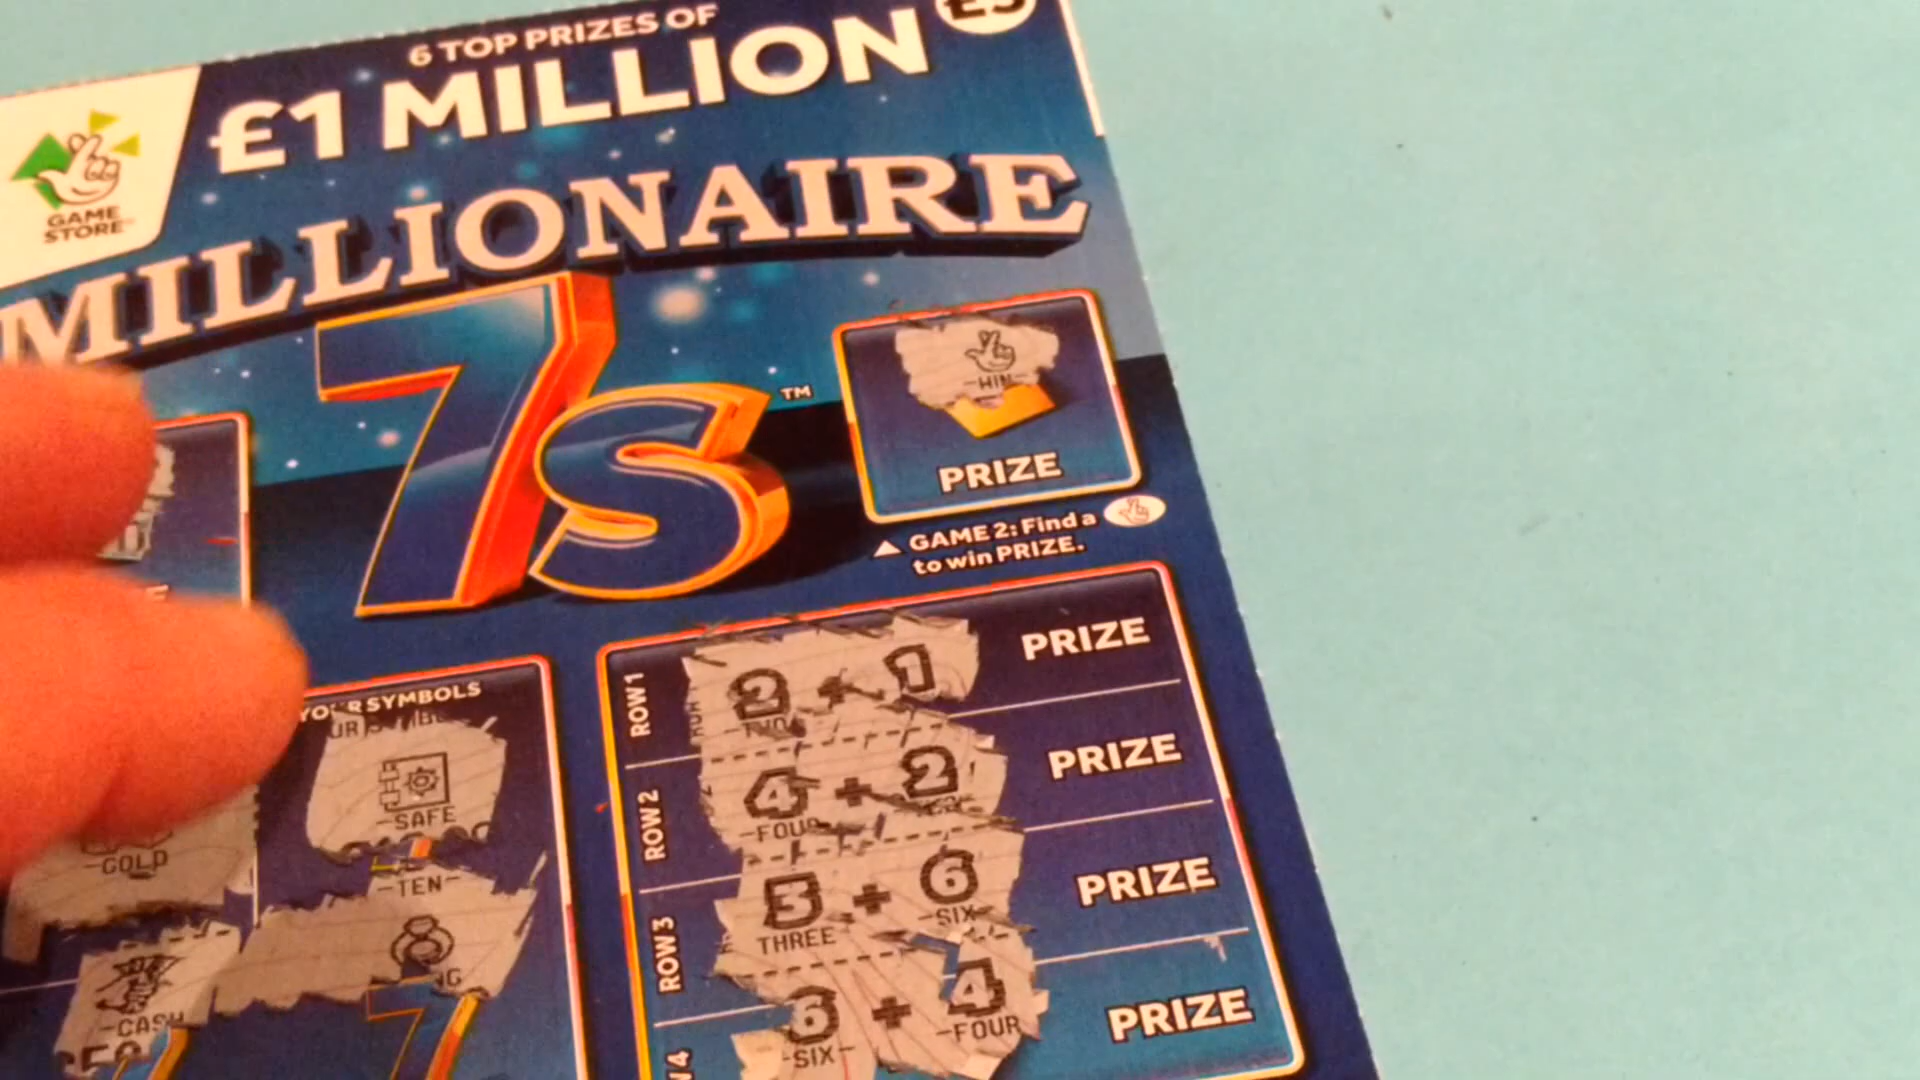 6 TOP PRIZES OF
£1 MILLION
£5
GAME
STORE
MILLIONAIRE
7s™
WIN
PRIZE
GAME 2: Find a
to win PRIZE.
YOUR SYMBOLS
SAFE
TEN
GOLD
CASH
ROW 1
2 + 1
TWO
PRIZE
ROW 2
4 + 2
FOUR
PRIZE
ROW 3
3 + 6
THREE
SIX
PRIZE
6 + 4
SIX
FOUR
PRIZE